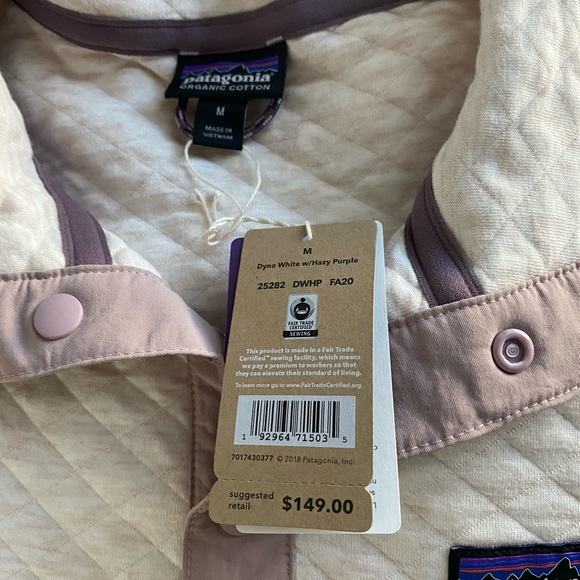 patagonia
ORGANIC COTTON
M
MADE IN
VIETNAM
M
Dyno White w/Hazy Purple
25282 DWHP FA20
FAIR TRADE
CERTIFIED™
SEWING
This product is made in a Fair Trade
Certified™ sewing facility, which means
we pay a premium to workers so that
they can elevate their standard of living.
To learn more go to www.FairTradeCertified.org.
1 92964 71503 5
7017430377 © 2018 Patagonia, Inc.
suggested
retail
$149.00